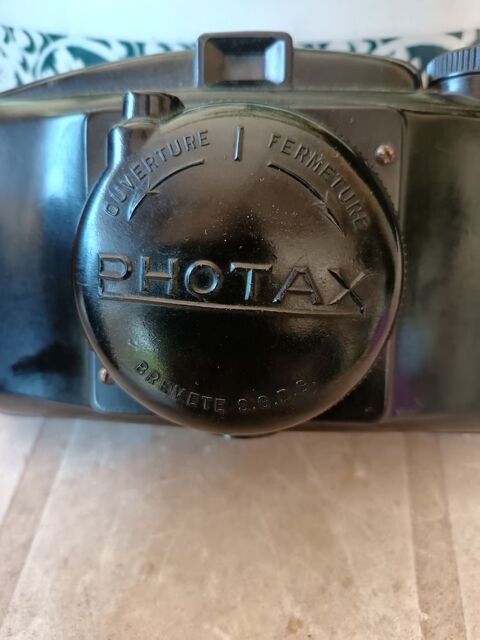 OUVERTURE | FERMETURE
PHOTAX
BREVETE S.G.D.G.